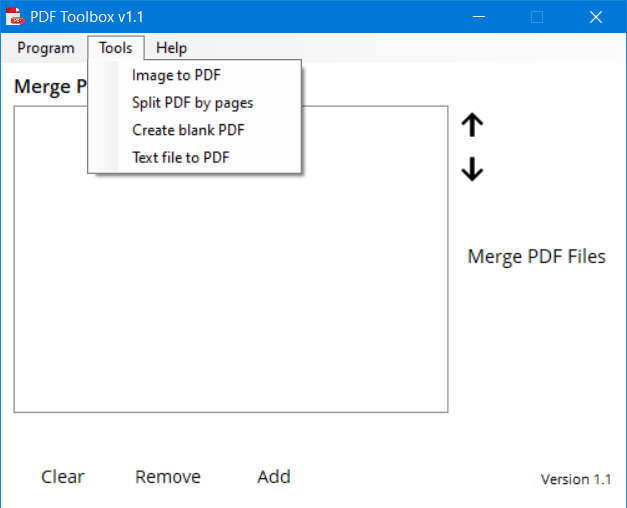 PDF Toolbox v1.1
Program Tools Help
Merge P
Image to PDF
Split PDF by pages
Create blank PDF
Text file to PDF
Merge PDF Files
Clear Remove Add
Version 1.1